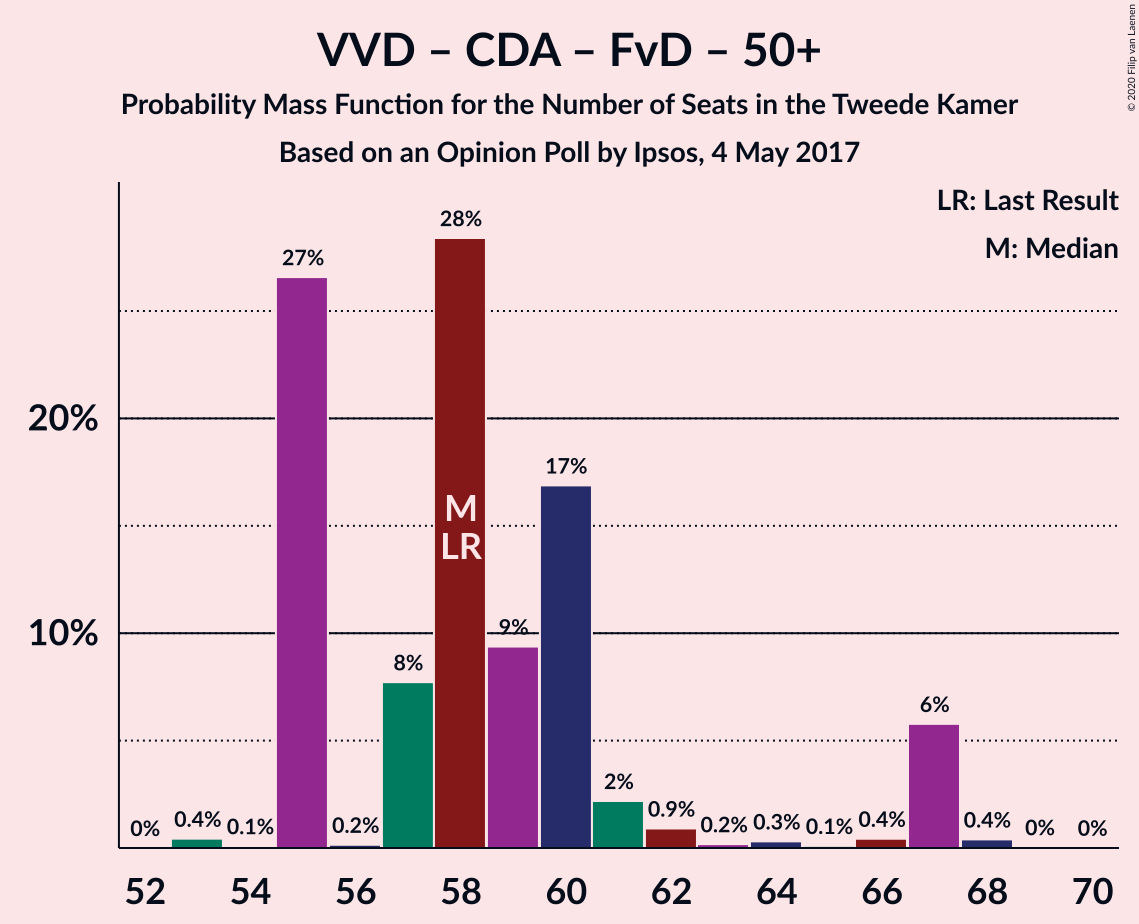 VVD – CDA – FvD – 50+
Probability Mass Function for the Number of Seats in the Tweede Kamer
Based on an Opinion Poll by Ipsos, 4 May 2017
© 2020 Filip van Laenen
LR: Last Result
M: Median
20%
10%
0%
0.4%
0.1%
27%
0.2%
8%
28%
M
LR
9%
17%
2%
0.9%
0.2%
0.3%
0.1%
0.4%
6%
0.4%
0%
0%
52 54 56 58 60 62 64 66 68 70